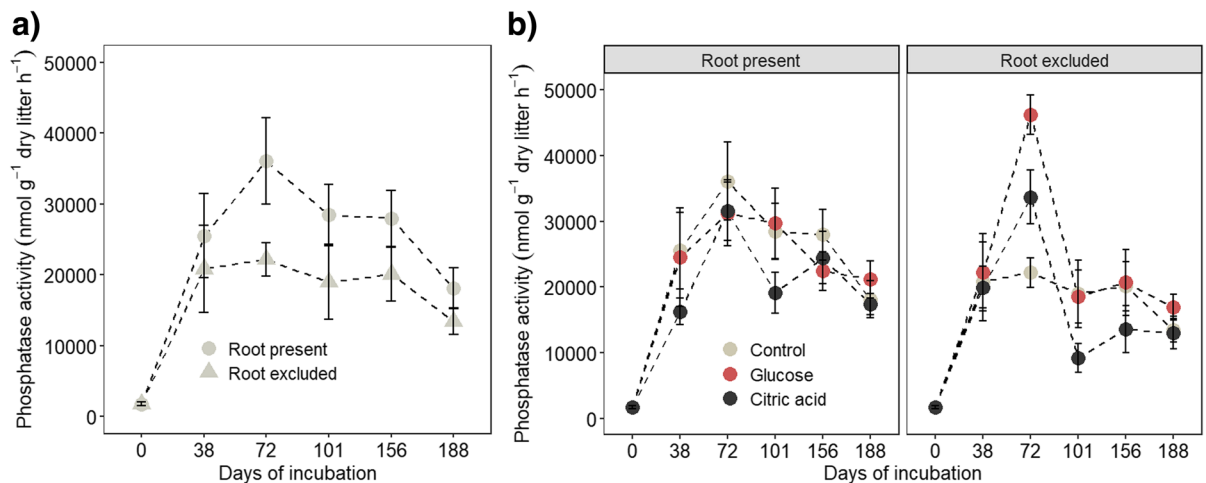 a)
Phosphatase activity (nmol g⁻¹ dry litter h⁻¹)
50000
40000
30000
20000
10000
0
Root present
Root excluded
0 38 72 101 156 188
Days of incubation
b)
Phosphatase activity (nmol g⁻¹ dry litter h⁻¹)
Root present
Root excluded
50000
40000
30000
20000
10000
0
Control
Glucose
Citric acid
0 38 72 101 156 188
0 38 72 101 156 188
Days of incubation